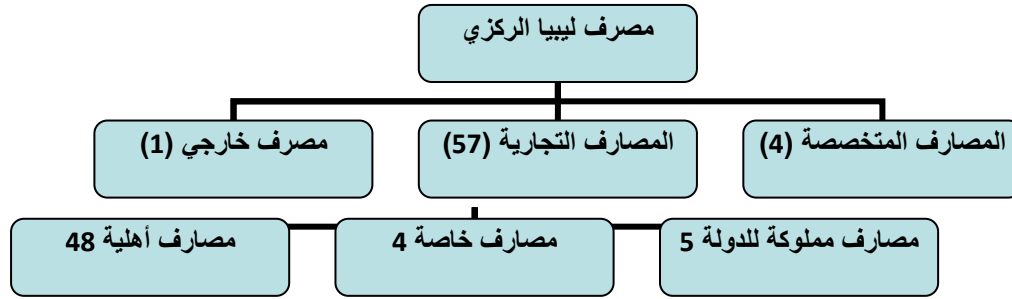 مصرف ليبيا الركزي
المصارف المتخصصة (4)
المصارف التجارية (57)
مصرف خارجي (1)
مصارف مملوكة للدولة 5
مصارف خاصة 4
مصارف أهلية 48